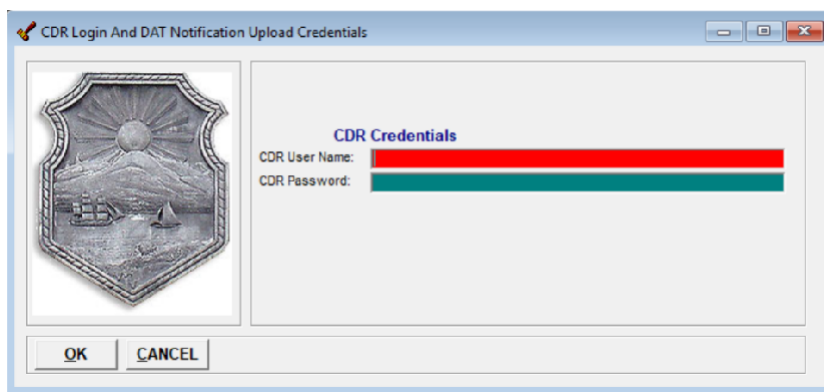 CDR Login And DAT Notification Upload Credentials
CDR Credentials
CDR User Name:
CDR Password:
OK CANCEL